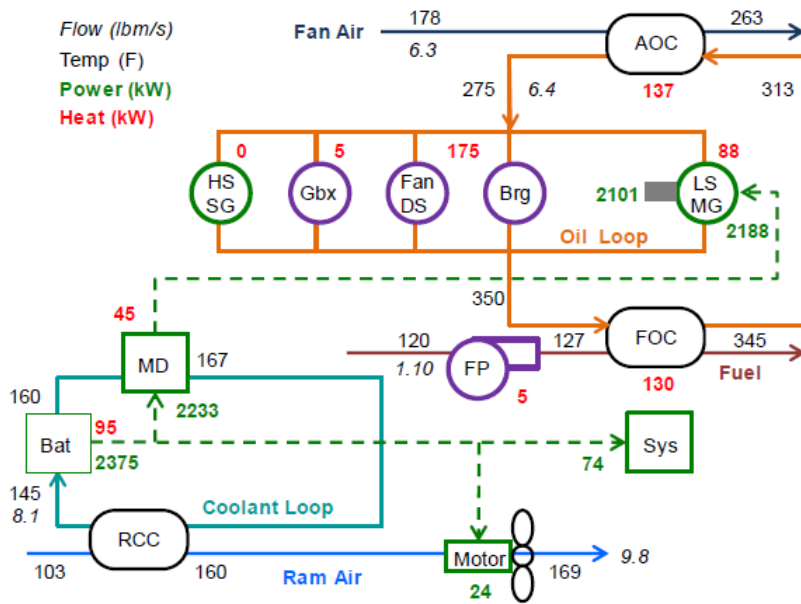 Flow (lbm/s)
Temp (F)
Power (kW)
Heat (kW)
Fan Air
178
6.3
AOC
263
137
275
6.4
313
0
5
175
88
HS
SG
Gbx
Fan
DS
Brg
2101
LS
MG
2188
Oil Loop
350
45
MD
167
120
1.10
FP
5
127
FOC
345
130
Fuel
160
2233
95
Bat
2375
Sys
74
145
8.1
Coolant Loop
RCC
103
160
Ram Air
Motor
24
169
9.8